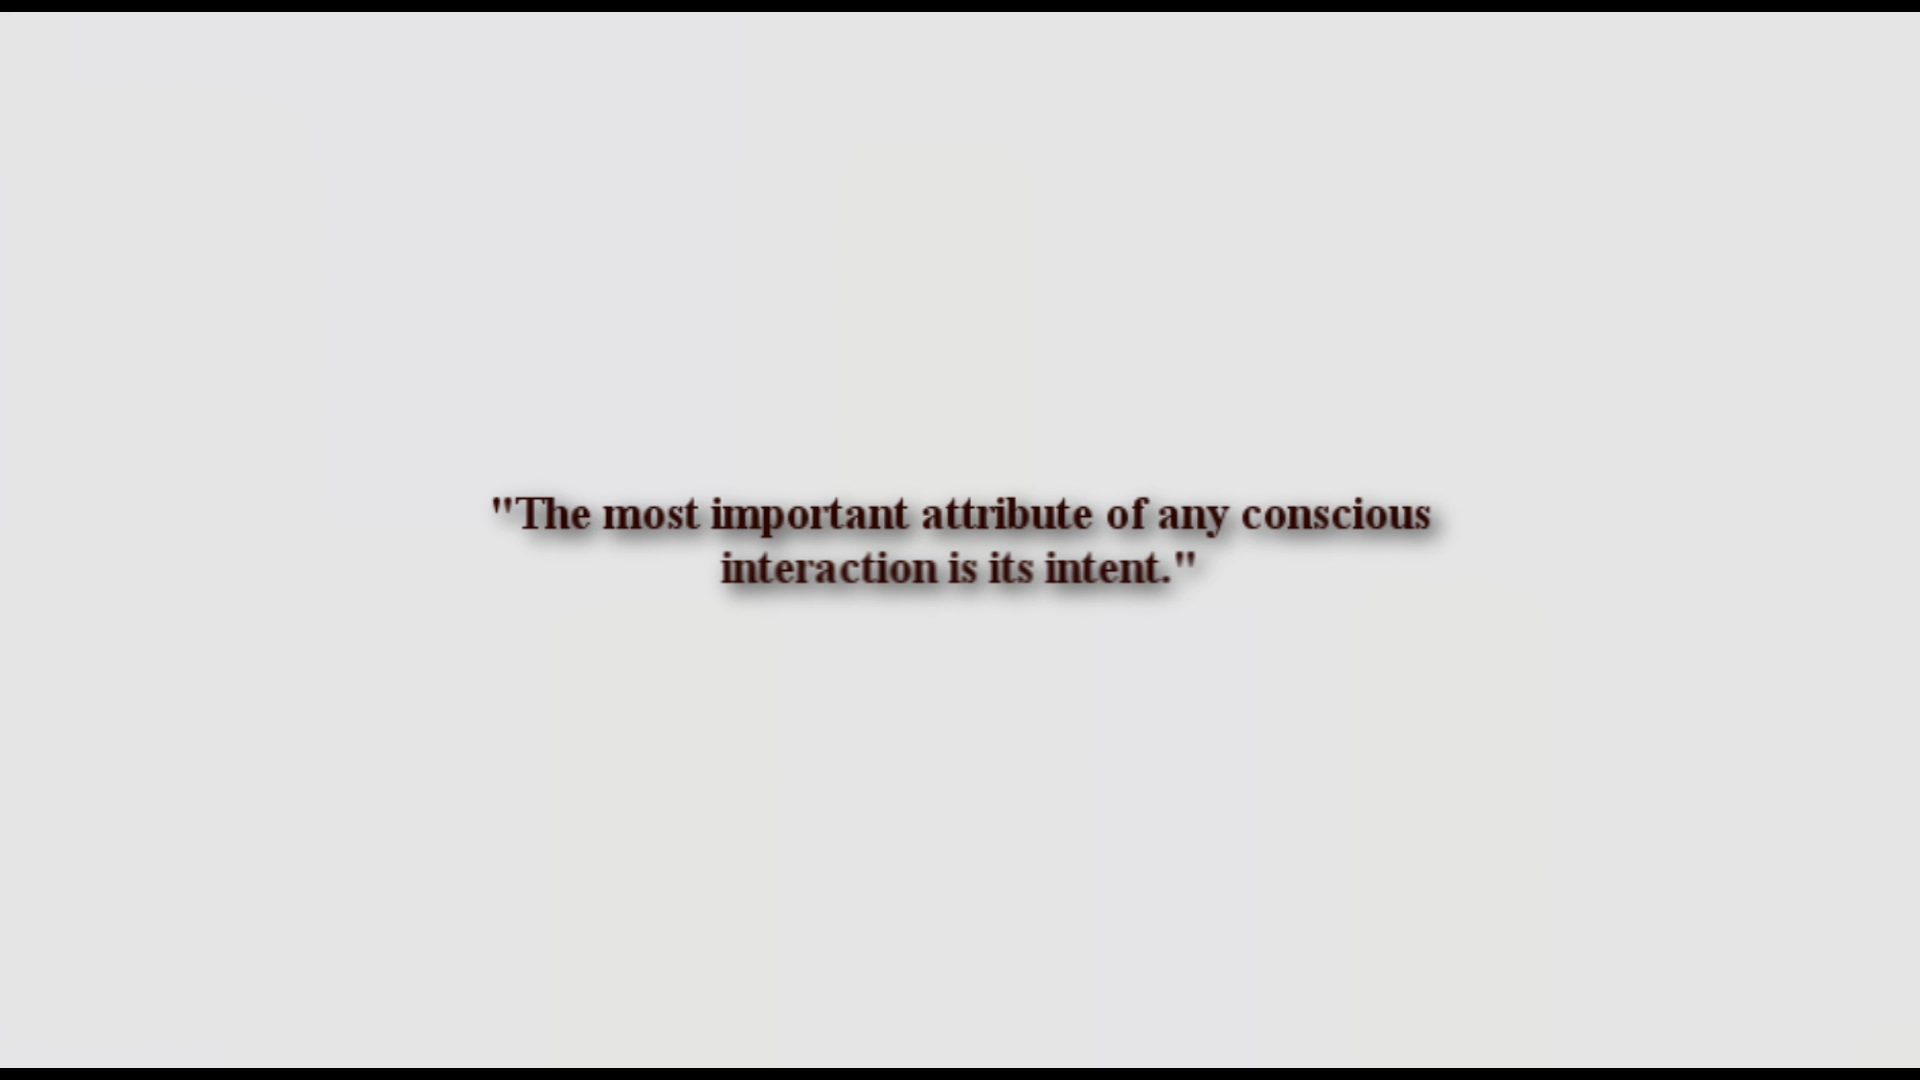 "The most important attribute of any conscious
interaction is its intent."